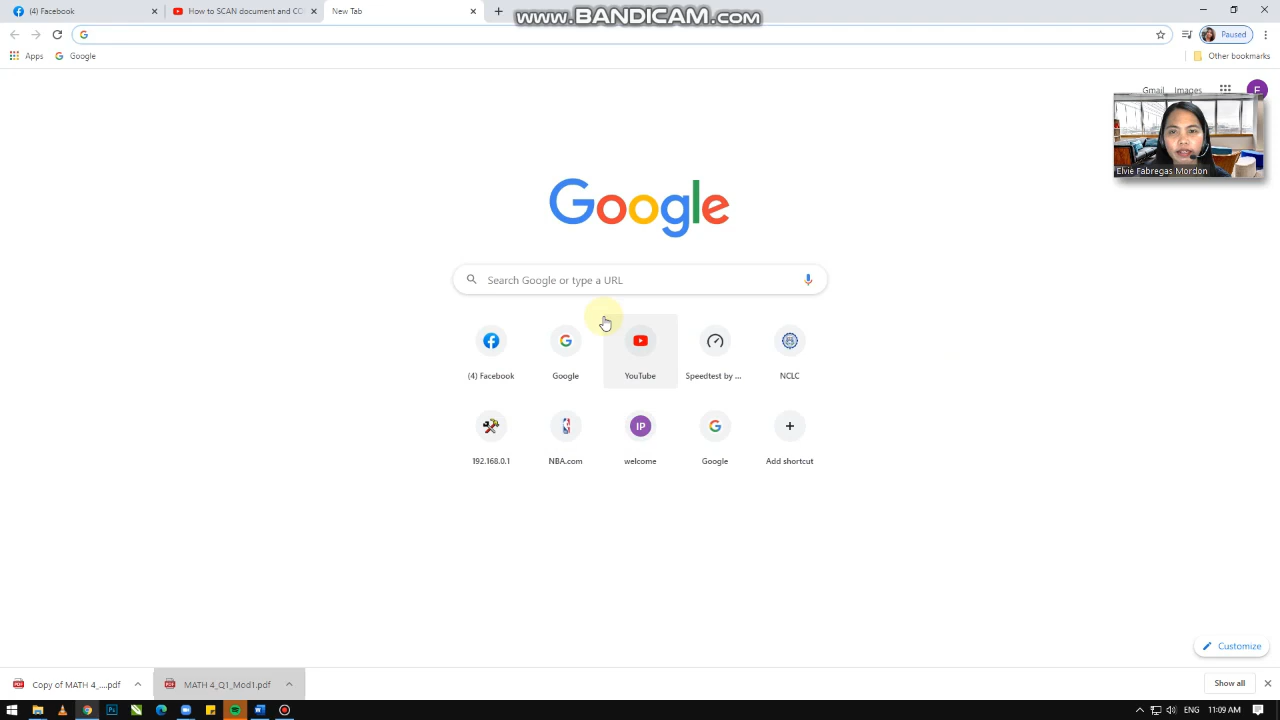 (4) Facebook
How to SCAN document and CO
New Tab
www.BANDICAM.com
Paused
Apps
Google
Other bookmarks
Gmail
Images
E
Elvie Fabregas Mordon
Google
Search Google or type a URL
(4) Facebook
Google
YouTube
Speedtest by ...
NCLC
192.168.0.1
NBA.com
IP
welcome
Google
Add shortcut
Customize
Copy of MATH 4_....pdf
MATH 4_Q1_Mod1.pdf
Show all
ENG
11:09 AM